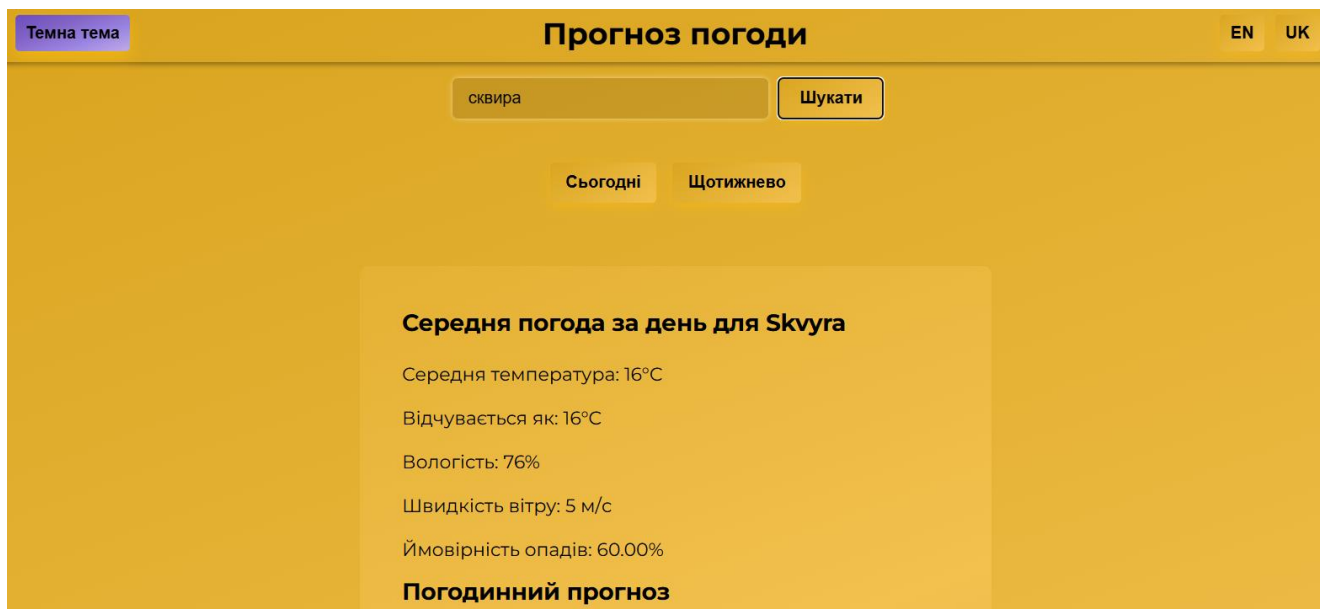 Темна тема
Прогноз погоди
EN UK
сквира
Шукати
Сьогодні Щотижнево
Середня погода за день для Skvyra
Середня температура: 16°C
Відчувається як: 16°C
Вологість: 76%
Швидкість вітру: 5 м/с
Ймовірність опадів: 60.00%
Погодинний прогноз